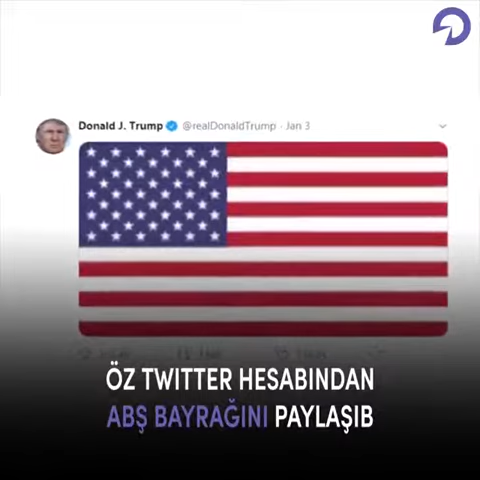 Donald J. Trump @realDonaldTrump · Jan 3
ÖZ TWITTER HESABINDAN
ABŞ BAYRAĞINI PAYLAŞIB